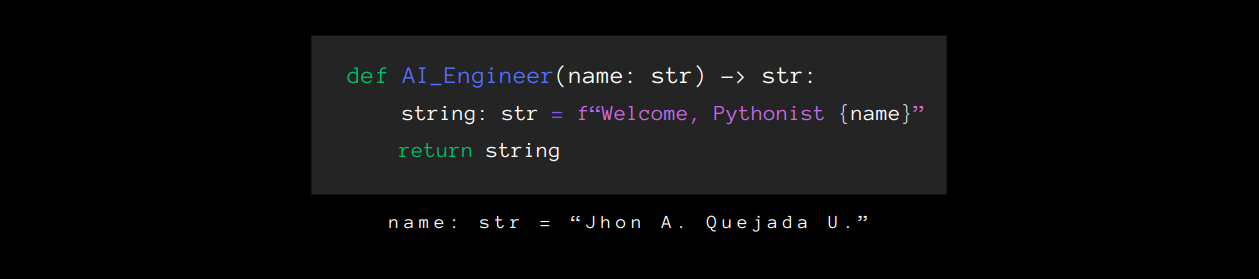 def AI_Engineer(name: str) -> str:
string: str = f“Welcome, Pythonist {name}”
return string
name: str = “Jhon A. Quejada U.”